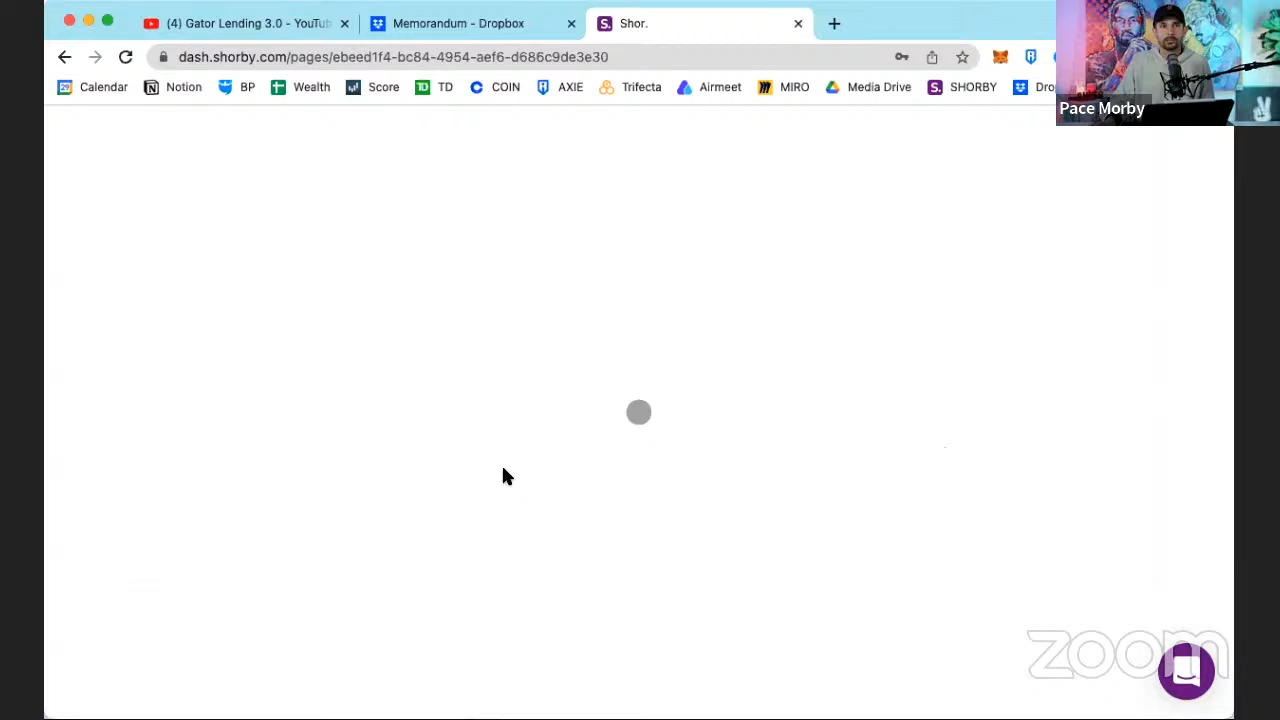 (4) Gator Lending 3.0 - YouTub
Memorandum - Dropbox
S. Shor.
dash.shorby.com/pages/ebeed1f4-bc84-4954-aef6-d686c9de3e30
Calendar Notion BP Wealth Score TD COIN AXIE Trifecta Airmeet MIRO Media Drive SHORBY Dro
Pace Morby
zoom